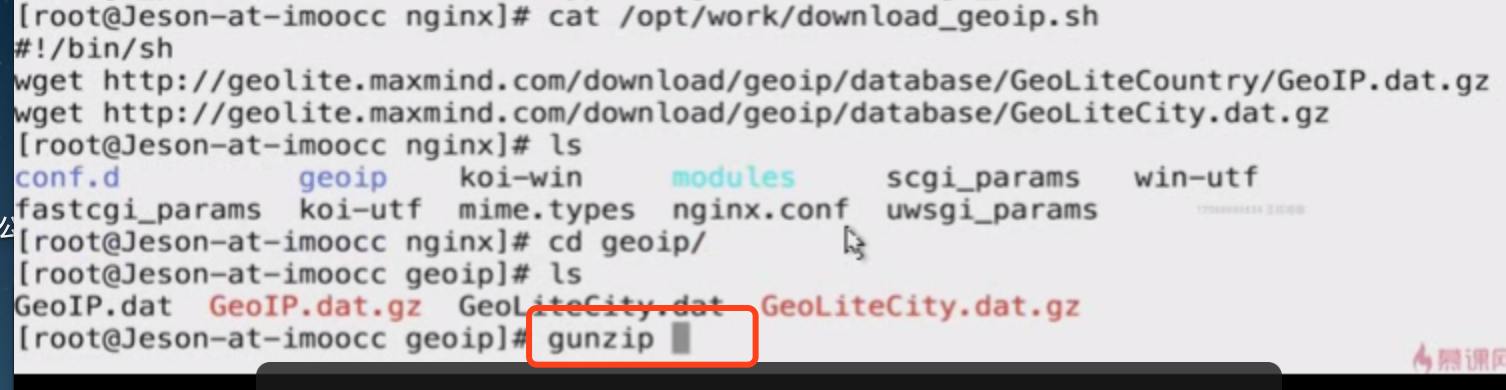 [root@Jeson-at-imoocc nginx]# cat /opt/work/download_geoip.sh
#!/bin/sh
wget http://geolite.maxmind.com/download/geoip/database/GeoLiteCountry/GeoIP.dat.gz
wget http://geolite.maxmind.com/download/geoip/database/GeoLiteCity.dat.gz
[root@Jeson-at-imoocc nginx]# ls
conf.d geoip koi-win modules scgi_params win-utf
fastcgi_params koi-utf mime.types nginx.conf uwsgi_params
[root@Jeson-at-imoocc nginx]# cd geoip/
[root@Jeson-at-imoocc geoip]# ls
GeoIP.dat GeoIP.dat.gz GeoLiteCity.dat GeoLiteCity.dat.gz
[root@Jeson-at-imoocc geoip]# gunzip
慕课网